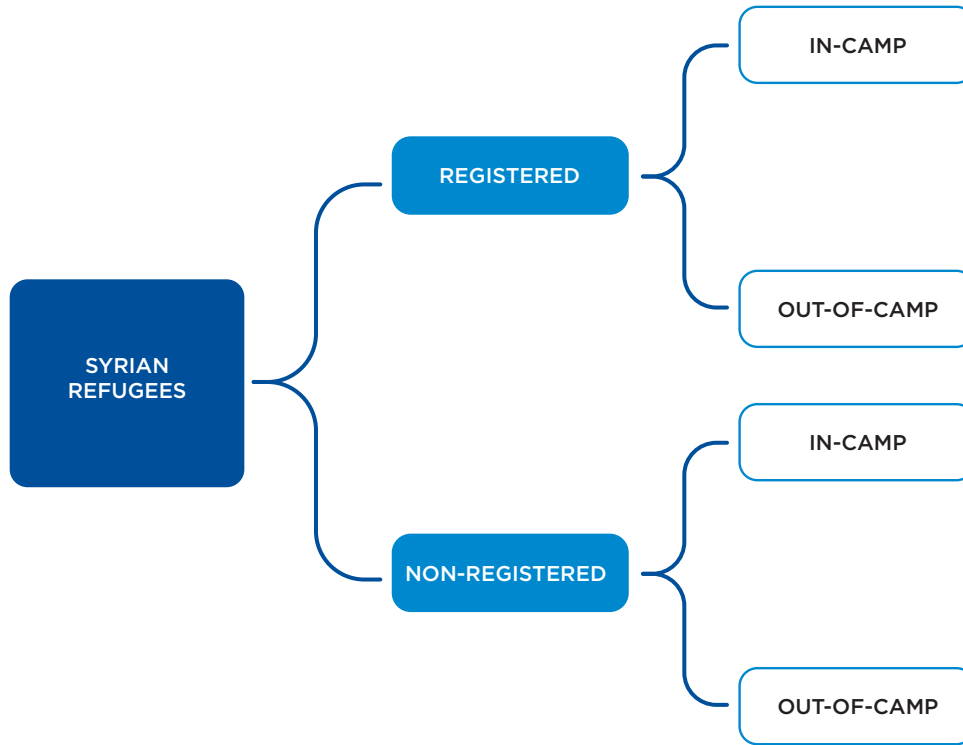 IN-CAMP
REGISTERED
OUT-OF-CAMP
SYRIAN
REFUGEES
IN-CAMP
NON-REGISTERED
OUT-OF-CAMP